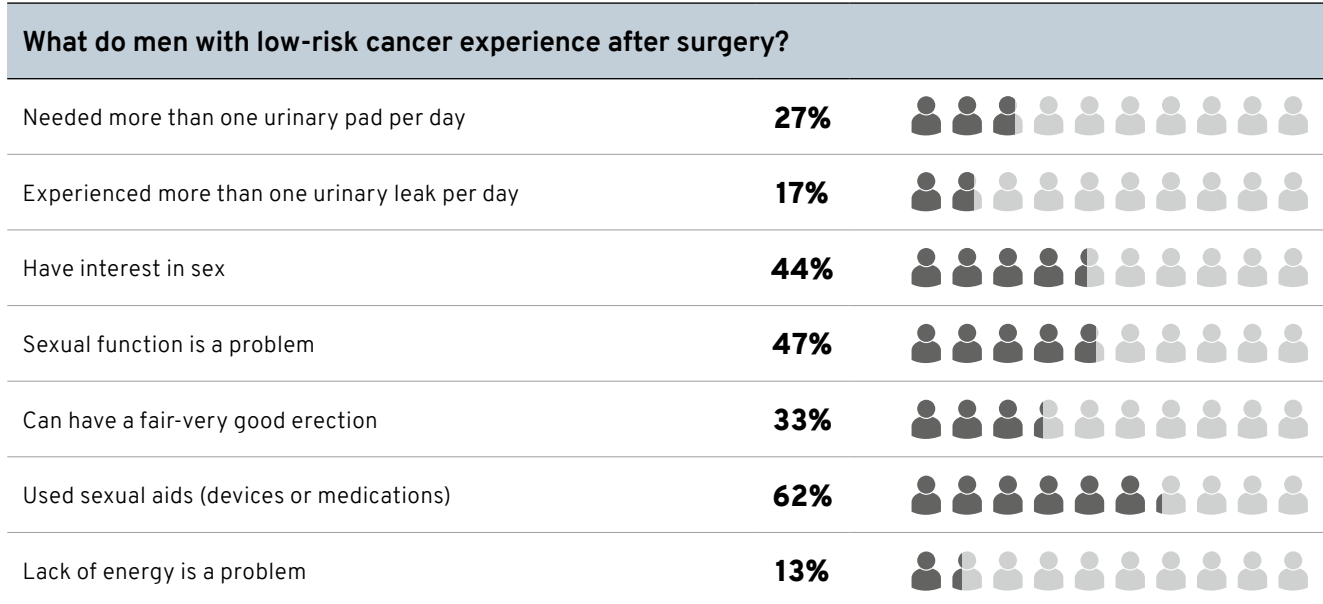 What do men with low-risk cancer experience after surgery?
Needed more than one urinary pad per day 27%
Experienced more than one urinary leak per day 17%
Have interest in sex 44%
Sexual function is a problem 47%
Can have a fair-very good erection 33%
Used sexual aids (devices or medications) 62%
Lack of energy is a problem 13%